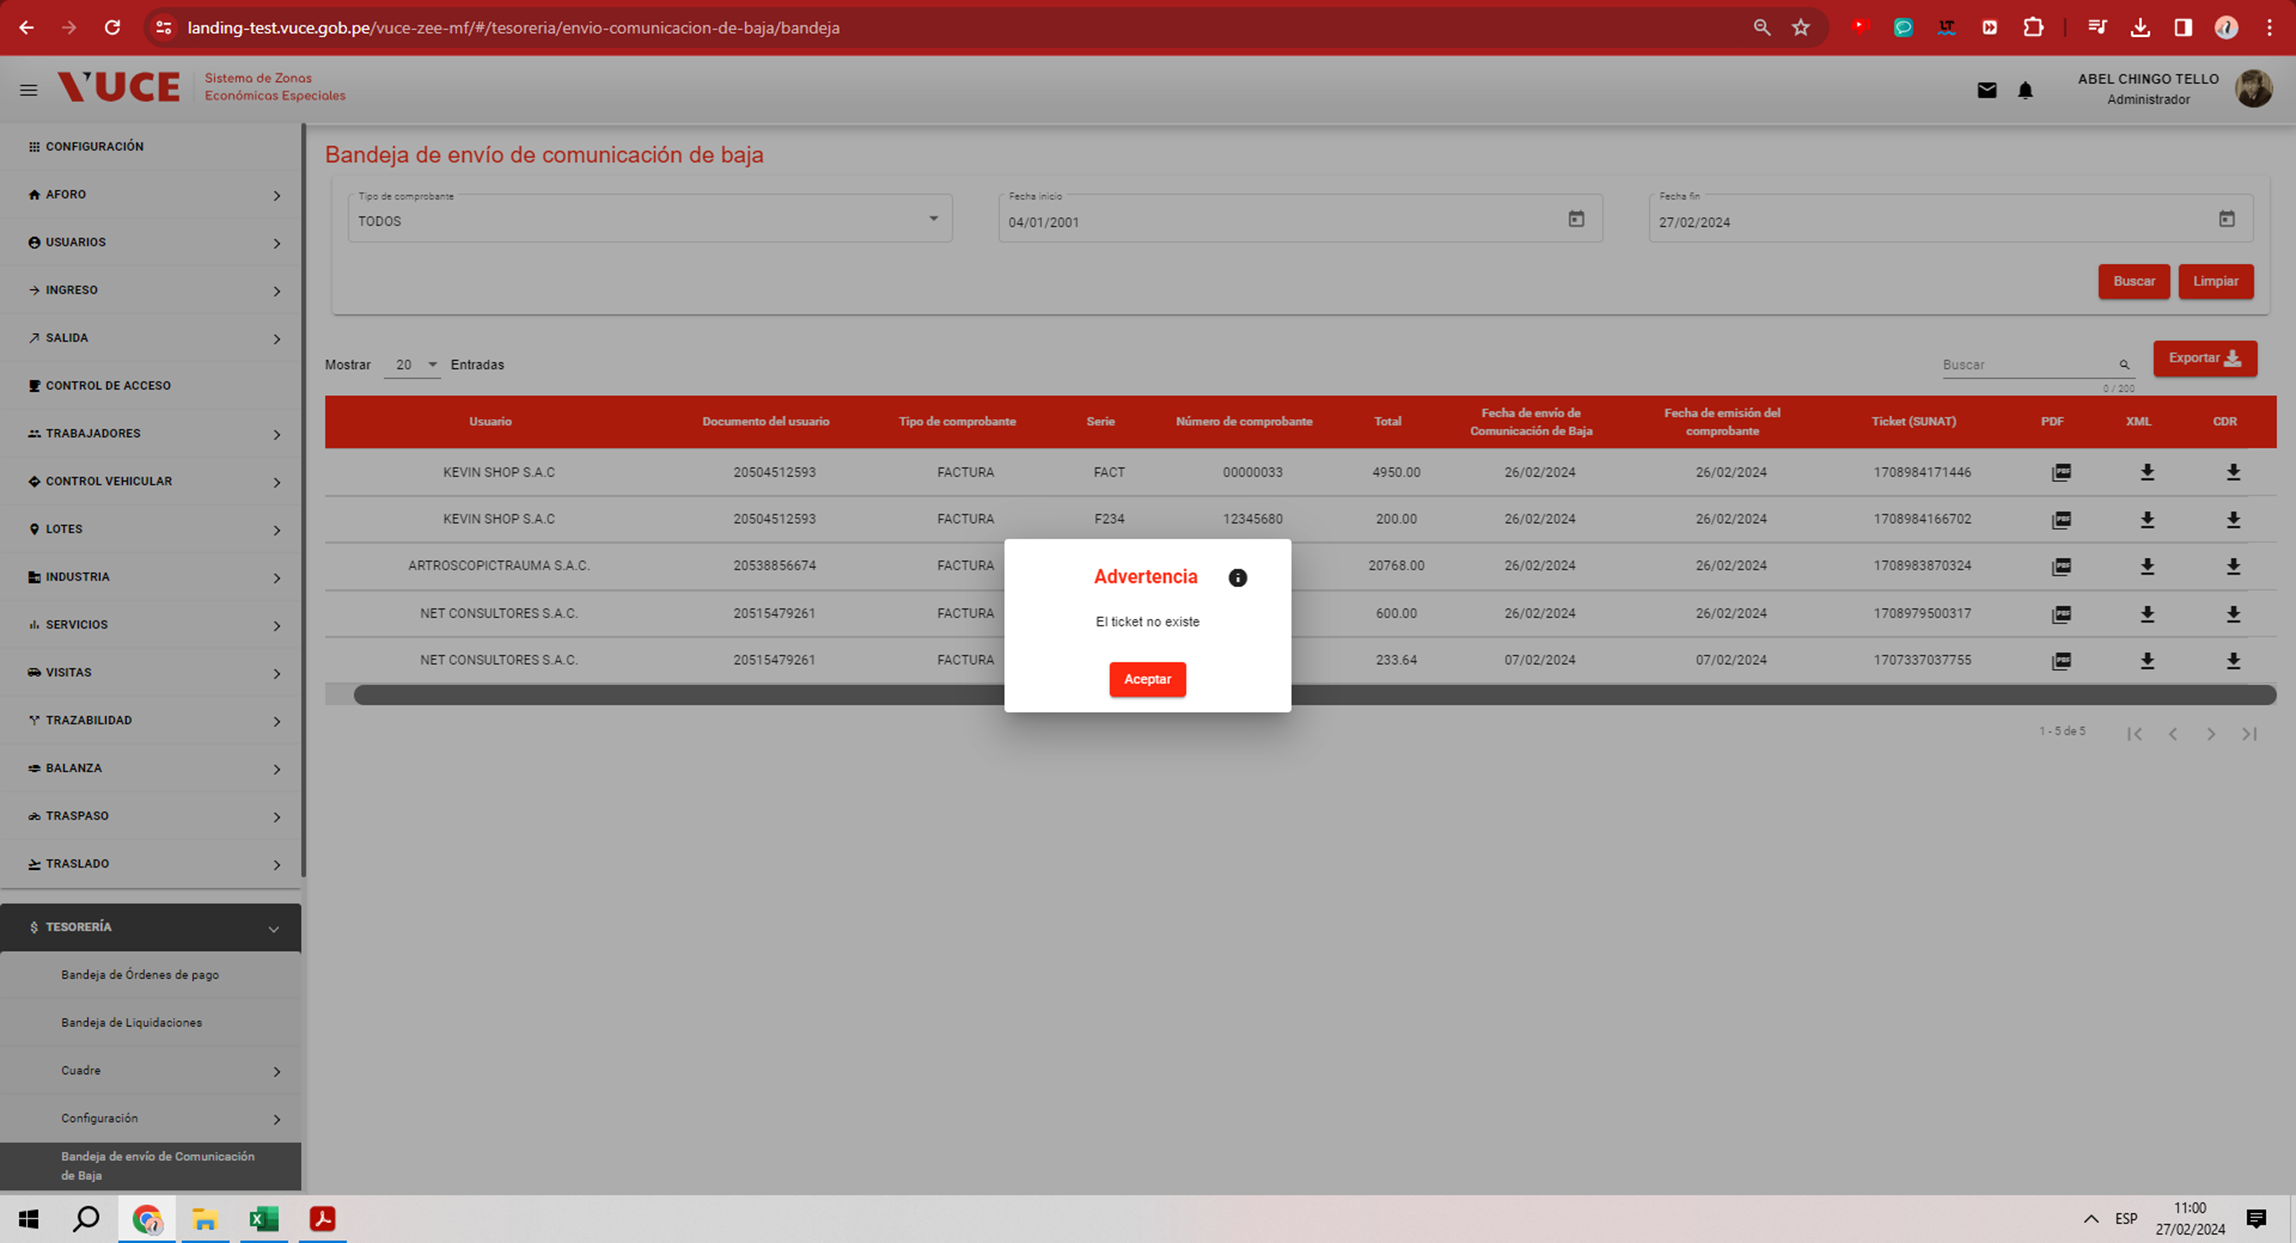 landing-test.vuce.gob.pe/vuce-zee-mf/#/tesoreria/envio-comunicacion-de-baja/bandeja
VUCE
Sistema de Zonas
Económicas Especiales
ABEL CHINGO TELLO
Administrador
CONFIGURACIÓN
AFORO
USUARIOS
INGRESO
SALIDA
CONTROL DE ACCESO
TRABAJADORES
CONTROL VEHICULAR
LOTES
INDUSTRIA
SERVICIOS
VISITAS
TRAZABILIDAD
BALANZA
TRASPASO
TRASLADO
TESORERÍA
Bandeja de Órdenes de pago
Bandeja de Liquidaciones
Cuadre
Configuración
Bandeja de envío de Comunicación
de Baja
Bandeja de envío de comunicación de baja
Tipo de comprobante
TODOS
Fecha inicio
04/01/2001
Fecha fin
27/02/2024
Buscar Limpiar
Mostrar 20 Entradas
Buscar
0 / 200
Exportar
Usuario Documento del usuario Tipo de comprobante Serie Número de comprobante Total Fecha de envío de Comunicación de Baja Fecha de emisión del comprobante Ticket (SUNAT) PDF XML CDR
KEVIN SHOP S.A.C 20504512593 FACTURA FACT 00000033 4950.00 26/02/2024 26/02/2024 1708984171446
KEVIN SHOP S.A.C 20504512593 FACTURA F234 12345680 200.00 26/02/2024 26/02/2024 1708984166702
ARTROSCOPICTRAUMA S.A.C. 20538856674 FACTURA 20768.00 26/02/2024 26/02/2024 1708983870324
NET CONSULTORES S.A.C. 20515479261 FACTURA 600.00 26/02/2024 26/02/2024 1708979500317
NET CONSULTORES S.A.C. 20515479261 FACTURA 233.64 07/02/2024 07/02/2024 1707337037755
Advertencia
El ticket no existe
Aceptar
1 - 5 de 5
ESP
11:00
27/02/2024